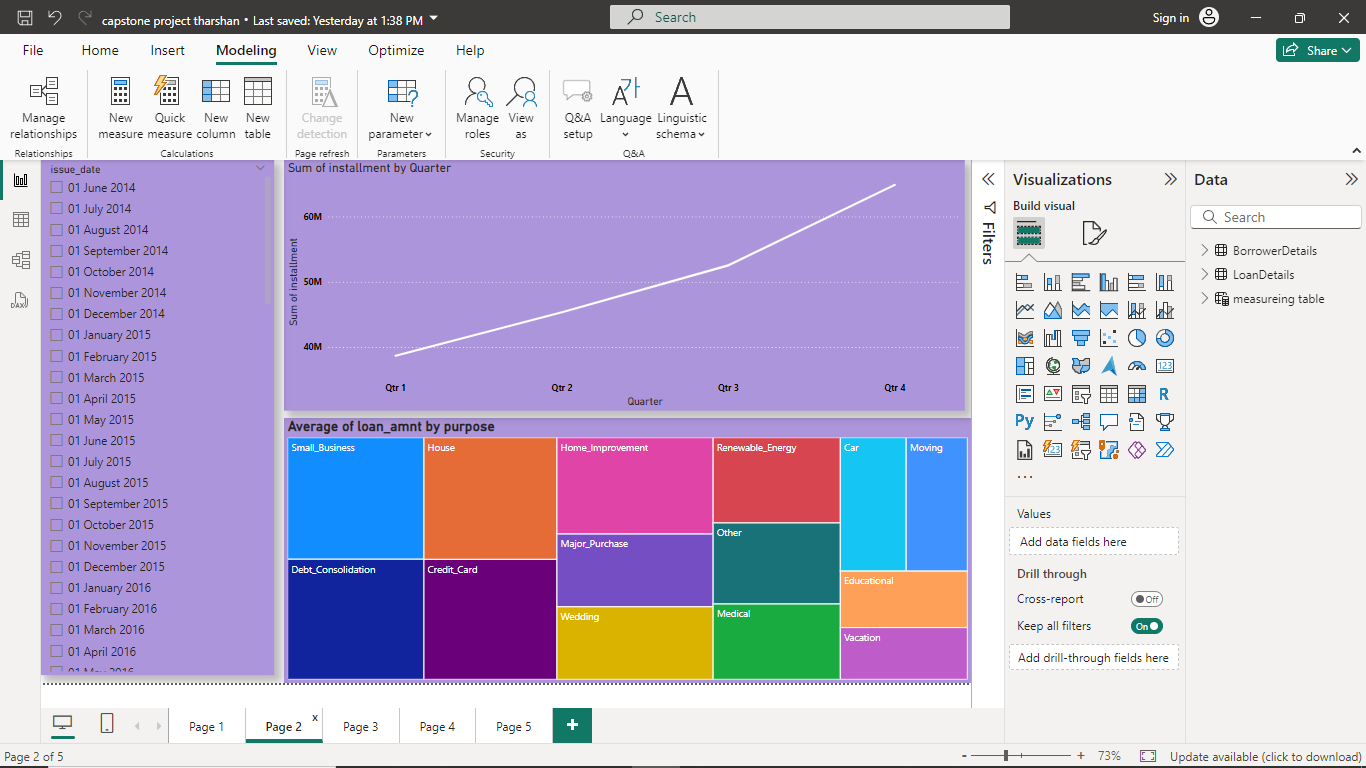 capstone project tharshan • Last saved: Yesterday at 1:38 PM
Search
Sign in
File
Home
Insert
Modeling
View
Optimize
Help
Share
Manage
relationships
New
measure
Quick
measure
New
column
New
table
Change
detection
New
parameter
Manage
roles
View
as
Q&A
setup
Language
Linguistic
schema
Relationships
Calculations
Page refresh
Parameters
Security
Q&A
DAX
issue_date
01 June 2014
01 July 2014
01 August 2014
01 September 2014
01 October 2014
01 November 2014
01 December 2014
01 January 2015
01 February 2015
01 March 2015
01 April 2015
01 May 2015
01 June 2015
01 July 2015
01 August 2015
01 September 2015
01 October 2015
01 November 2015
01 December 2015
01 January 2016
01 February 2016
01 March 2016
01 April 2016
01 May 2016
Sum of installment by Quarter
Sum of installment
60M
50M
40M
Qtr 1
Qtr 2
Qtr 3
Qtr 4
Quarter
Average of loan_amnt by purpose
Small_Business
House
Home_Improvement
Renewable_Energy
Car
Moving
Debt_Consolidation
Credit_Card
Major_Purchase
Other
Educational
Wedding
Medical
Vacation
Filters
Visualizations
Build visual
123
R
Py
123
Values
Add data fields here
Drill through
Cross-report
Off
Keep all filters
On
Add drill-through fields here
Data
Search
BorrowerDetails
LoanDetails
measureing table
Page 1
Page 2
x
Page 3
Page 4
Page 5
+
Page 2 of 5
-
+
73%
Update available (click to download)